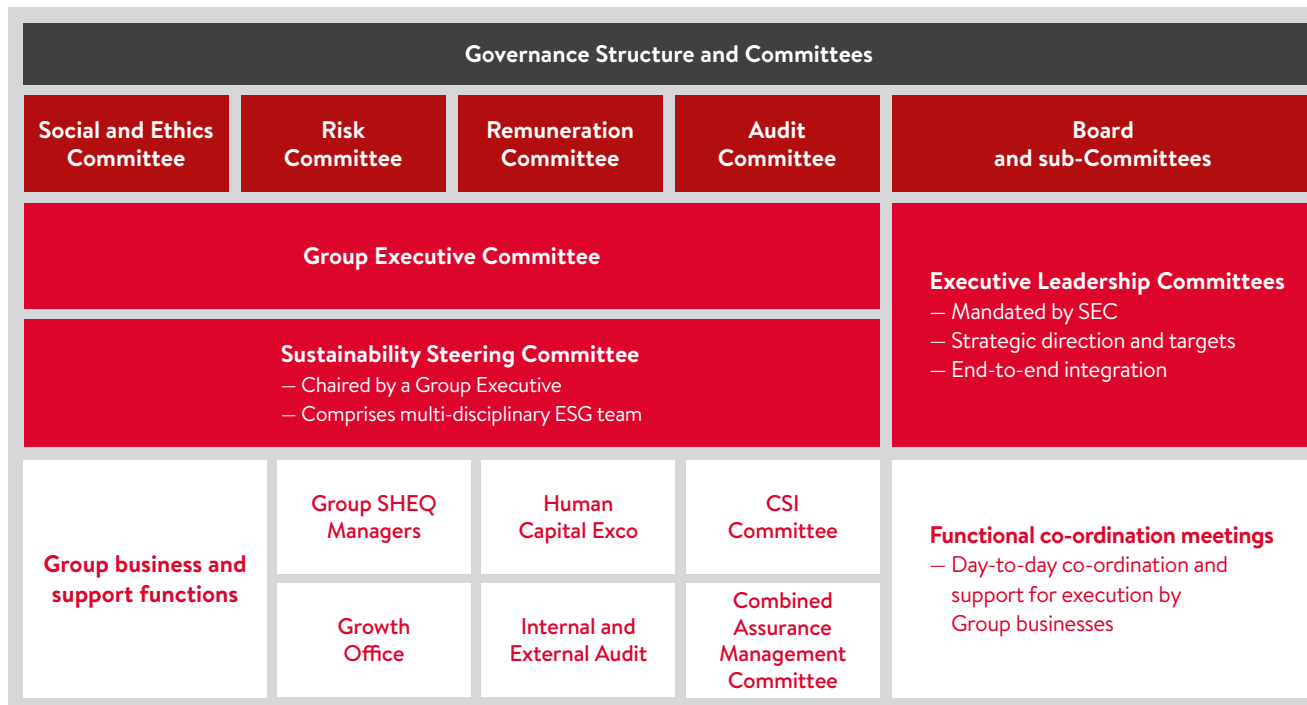 Governance Structure and Committees
Social and Ethics
Committee
Risk
Committee
Remuneration
Committee
Audit
Committee
Board
and sub-Committees
Group Executive Committee
Sustainability Steering Committee
— Chaired by a Group Executive
— Comprises multi-disciplinary ESG team
Executive Leadership Committees
— Mandated by SEC
— Strategic direction and targets
— End-to-end integration
Group business and
support functions
Group SHEQ
Managers
Human
Capital Exco
CSI
Committee
Growth
Office
Internal and
External Audit
Combined
Assurance
Management
Committee
Functional co-ordination meetings
— Day-to-day co-ordination and
support for execution by
Group businesses